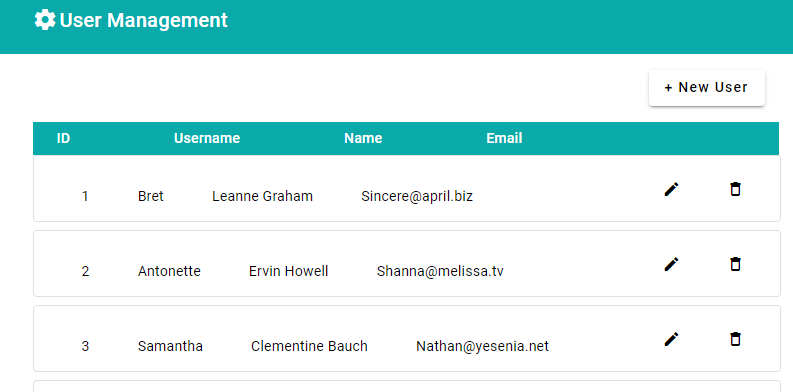 User Management
+ New User
ID Username Name Email
1 Bret Leanne Graham Sincere@april.biz
2 Antonette Ervin Howell Shanna@melissa.tv
3 Samantha Clementine Bauch Nathan@yesenia.net